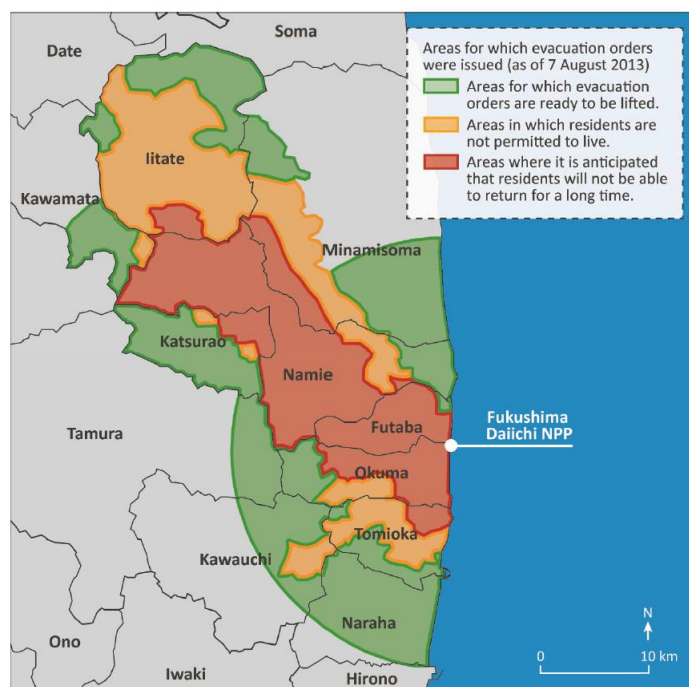 Date
Soma
Areas for which evacuation orders
were issued (as of 7 August 2013)
Areas for which evacuation
orders are ready to be lifted.
Areas in which residents are
not permitted to live.
Areas where it is anticipated
that residents will not be able
to return for a long time.
Iitate
Kawamata
Minamisoma
Katsurao
Namie
Futaba
Fukushima
Daiichi NPP
Tamura
Okuma
Tomioka
Kawauchi
Naraha
Ono
Iwaki
Hirono
N
0
10 km